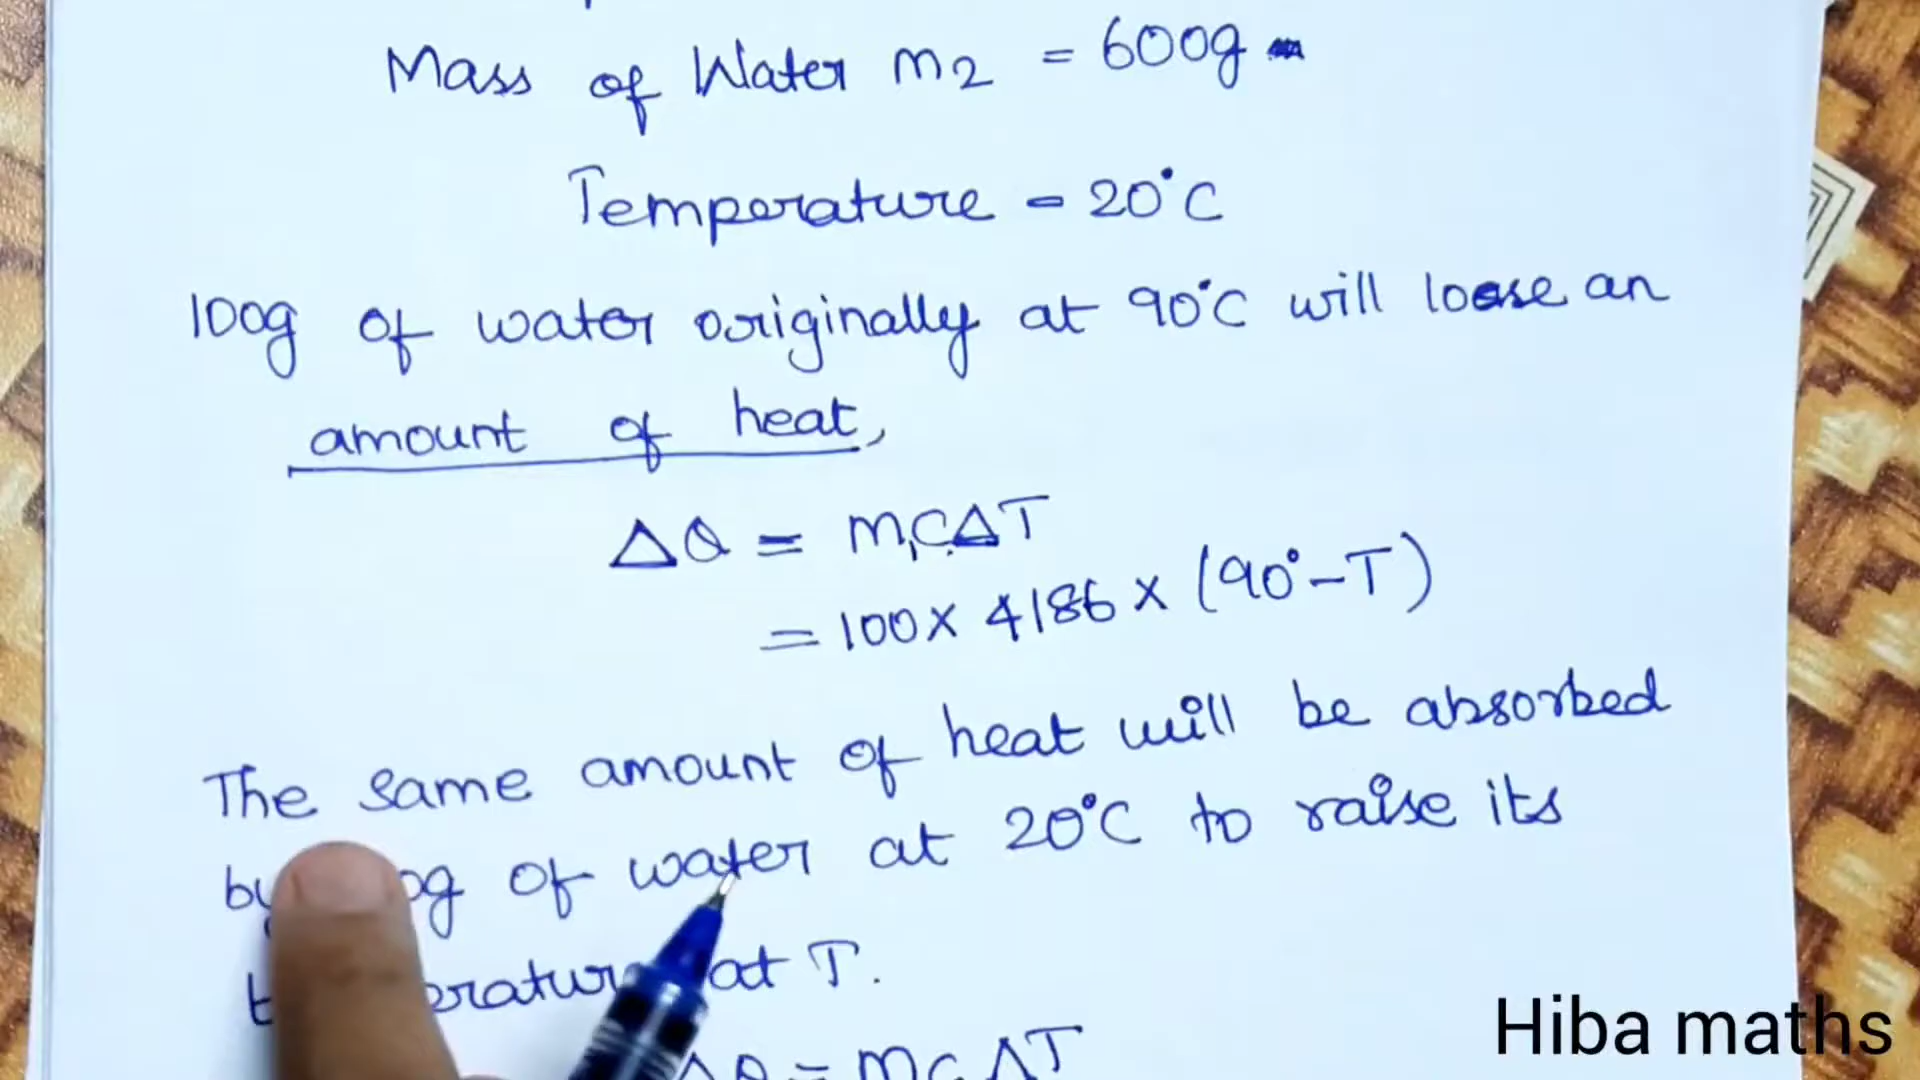 Mass of Water m2 = 600g
Temperature - 20°C
100g of water originally at 90°C will loose an
amount of heat,
ΔQ = m₁CΔT
= 100 × 4186 × (90° - T)
The same amount of heat will be absorbed
by of water at 20°C to raise its
at T.
ΔQ = mcΔT
Hiba maths